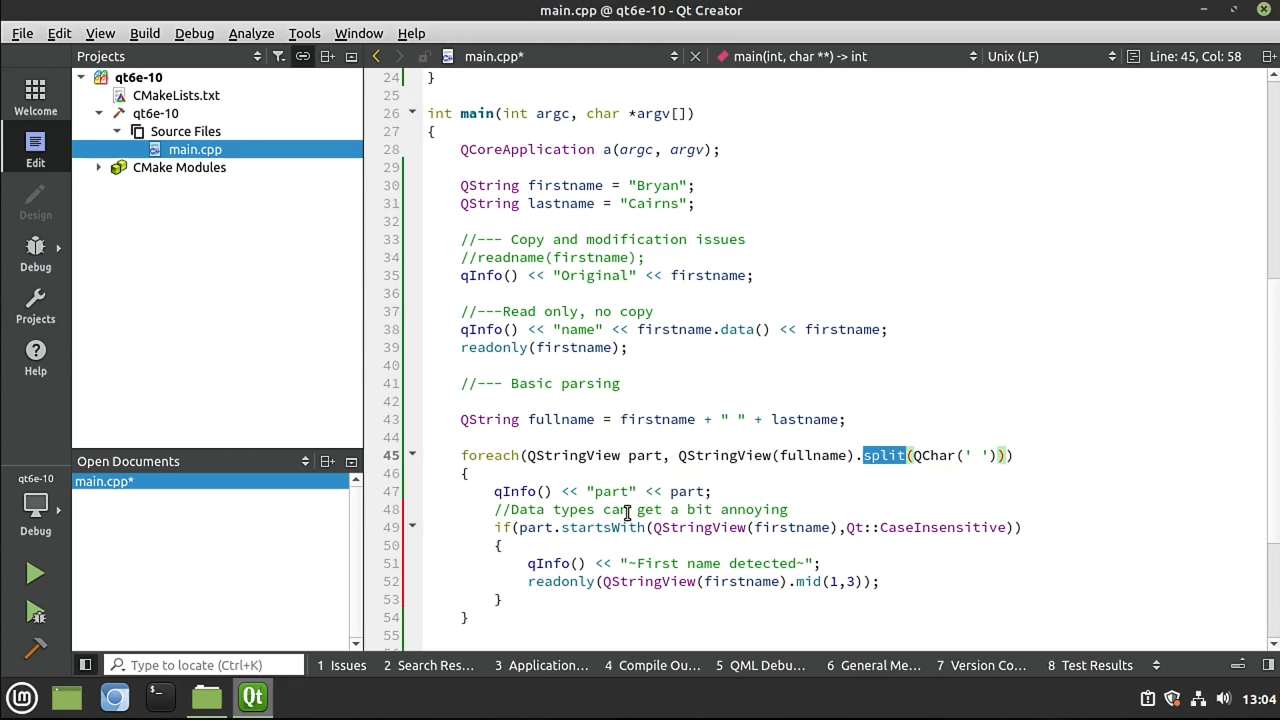 main.cpp @ qt6e-10 - Qt Creator
File Edit View Build Debug Analyze Tools Window Help
Projects main.cpp* main(int, char **) -> int Unix (LF) Line: 45, Col: 58
Welcome
Edit
Design
Debug
Projects
Help
qt6e-10
Debug
qt6e-10
CMakeLists.txt
qt6e-10
Source Files
main.cpp
CMake Modules
Open Documents
main.cpp*
24 }
25
26 int main(int argc, char *argv[])
27 {
28 QCoreApplication a(argc, argv);
29
30 QString firstname = "Bryan";
31 QString lastname = "Cairns";
32
33 //--- Copy and modification issues
34 //readname(firstname);
35 qInfo() << "Original" << firstname;
36
37 //---Read only, no copy
38 qInfo() << "name" << firstname.data() << firstname;
39 readonly(firstname);
40
41 //--- Basic parsing
42
43 QString fullname = firstname + " " + lastname;
44
45 foreach(QStringView part, QStringView(fullname).split(QChar(' ')))
46 {
47 qInfo() << "part" << part;
48 //Data types can get a bit annoying
49 if(part.startsWith(QStringView(firstname),Qt::CaseInsensitive))
50 {
51 qInfo() << "~First name detected~";
52 readonly(QStringView(firstname).mid(1,3));
53 }
54 }
55
Type to locate (Ctrl+K) 1 Issues 2 Search Res... 3 Application... 4 Compile Ou... 5 QML Debu... 6 General Me... 7 Version Co... 8 Test Results
13:04